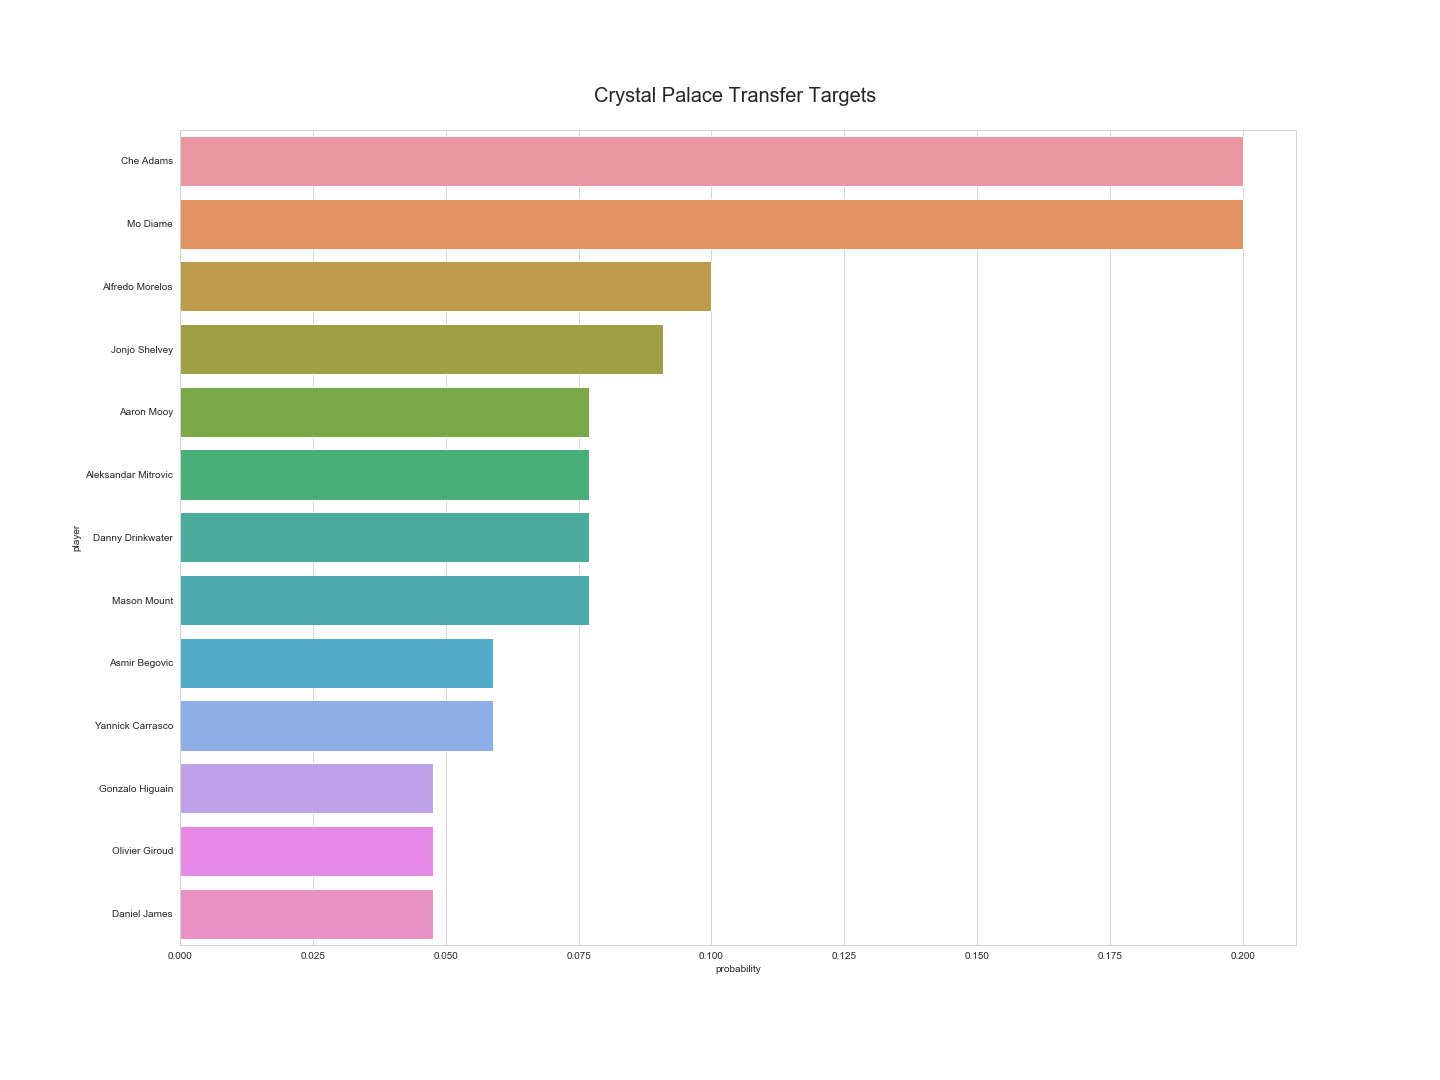 Crystal Palace Transfer Targets
Che Adams
Mo Diame
Alfredo Morelos
Jonjo Shelvey
Aaron Mooy
Aleksandar Mitrovic
Danny Drinkwater
Mason Mount
Asmir Begovic
Yannick Carrasco
Gonzalo Higuain
Olivier Giroud
Daniel James
player
0.000 0.025 0.050 0.075 0.100 0.125 0.150 0.175 0.200
probability